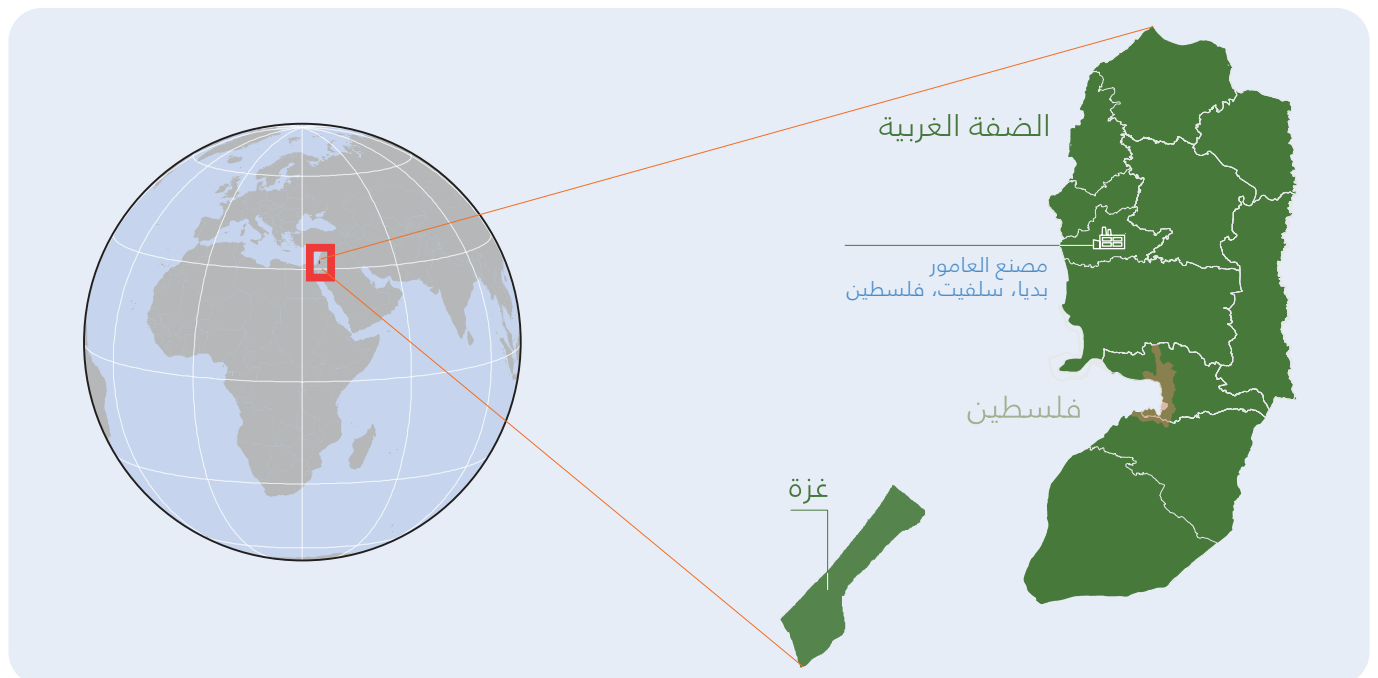 الضفة الغربية
مصنع العامور
بديا، سلفيت، فلسطين
فلسطين
غزة